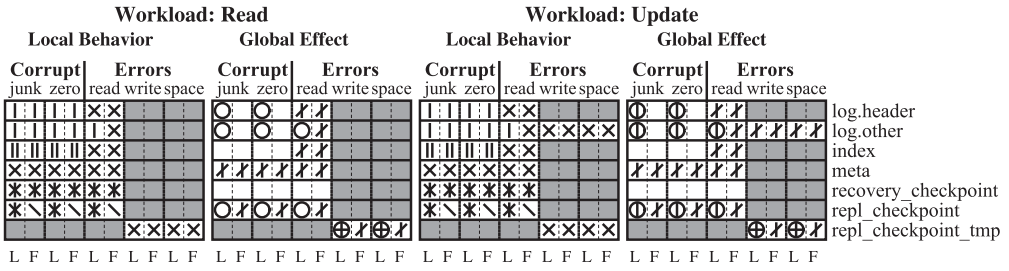 Workload: Read Workload: Update
Local Behavior Global Effect Local Behavior Global Effect
Corrupt Errors Corrupt Errors Corrupt Errors Corrupt Errors
junk zero read write space junk zero read write space junk zero read write space junk zero read write space
log.header
log.other
index
meta
recovery_checkpoint
repl_checkpoint
repl_checkpoint_tmp
L F L F L F L F L F L F L F L F L F L F L F L F L F L F L F L F L F L F L F L F